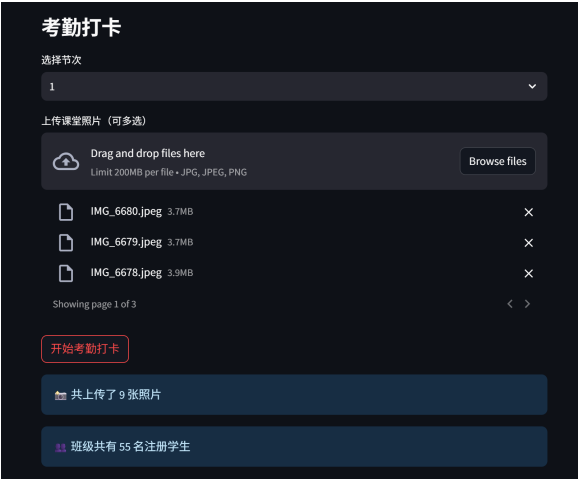 考勤打卡
选择节次
1
上传课堂照片（可多选）
Drag and drop files here
Limit 200MB per file • JPG, JPEG, PNG
Browse files
IMG_6680.jpeg 3.7MB
IMG_6679.jpeg 3.7MB
IMG_6678.jpeg 3.9MB
Showing page 1 of 3
开始考勤打卡
📸 共上传了 9 张照片
👥 班级共有 55 名注册学生